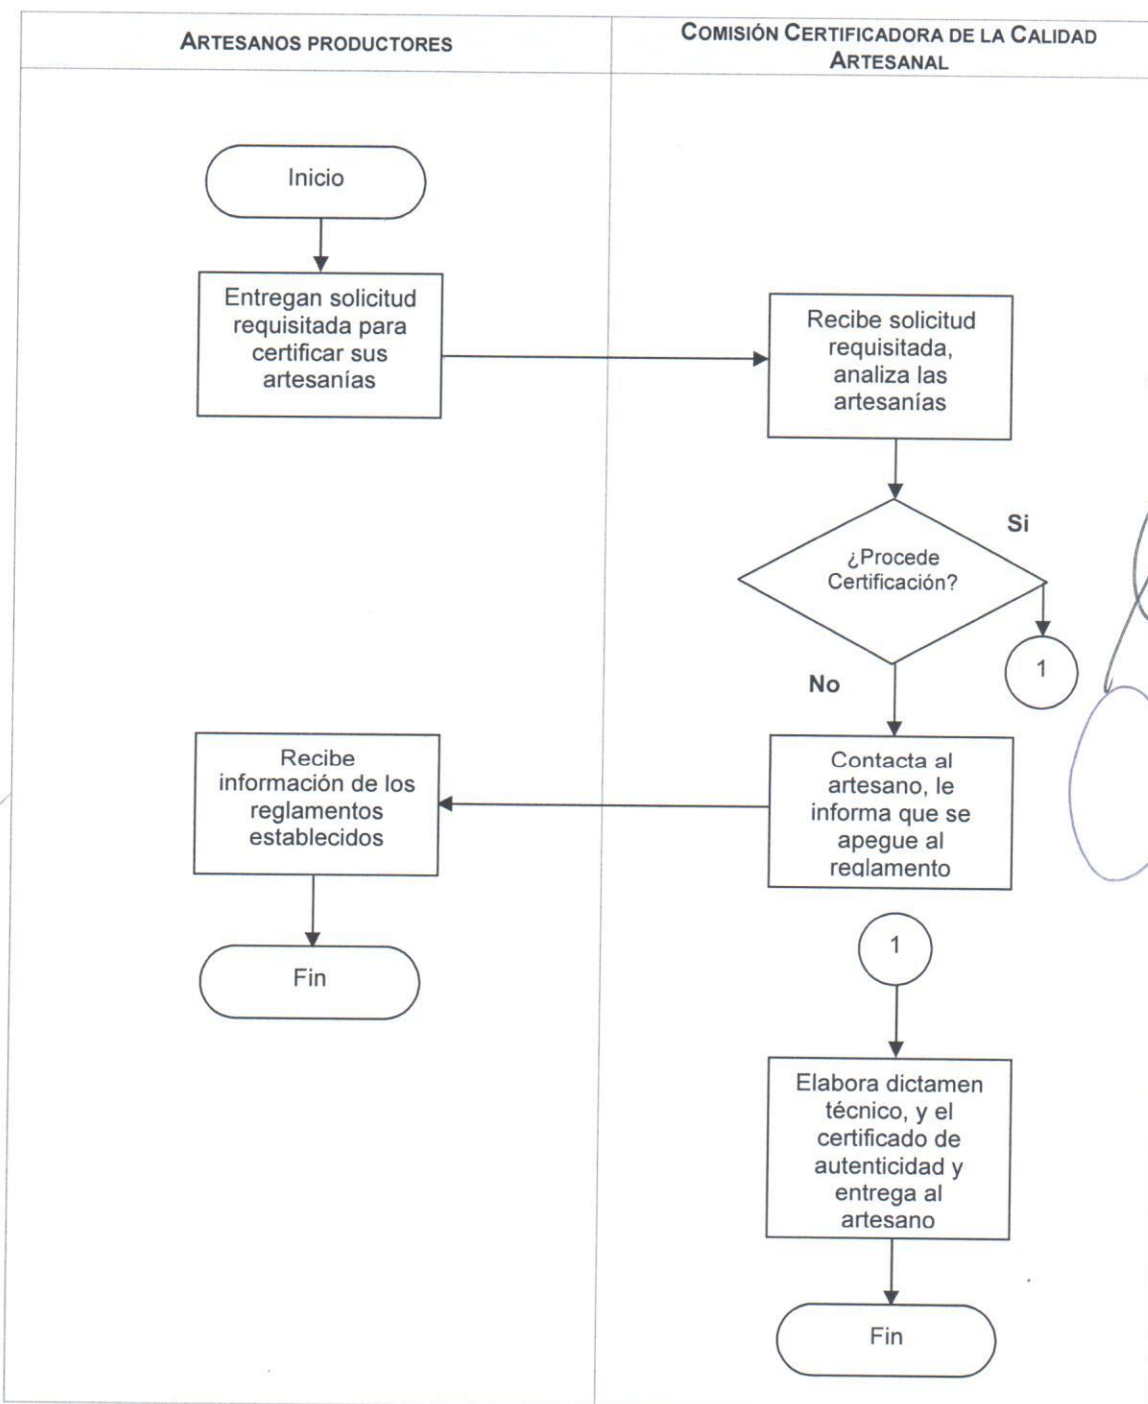 ARTESANOS PRODUCTORES
COMISIÓN CERTIFICADORA DE LA CALIDAD
ARTESANAL
Inicio
Entregan solicitud
requisitada para
certificar sus
artesanías
Recibe solicitud
requisitada,
analiza las
artesanías
¿Procede
Certificación?
Si
1
No
Contacta al
artesano, le
informa que se
apegue al
reglamento
Recibe
información de los
reglamentos
establecidos
Fin
1
Elabora dictamen
técnico, y el
certificado de
autenticidad y
entrega al
artesano
Fin